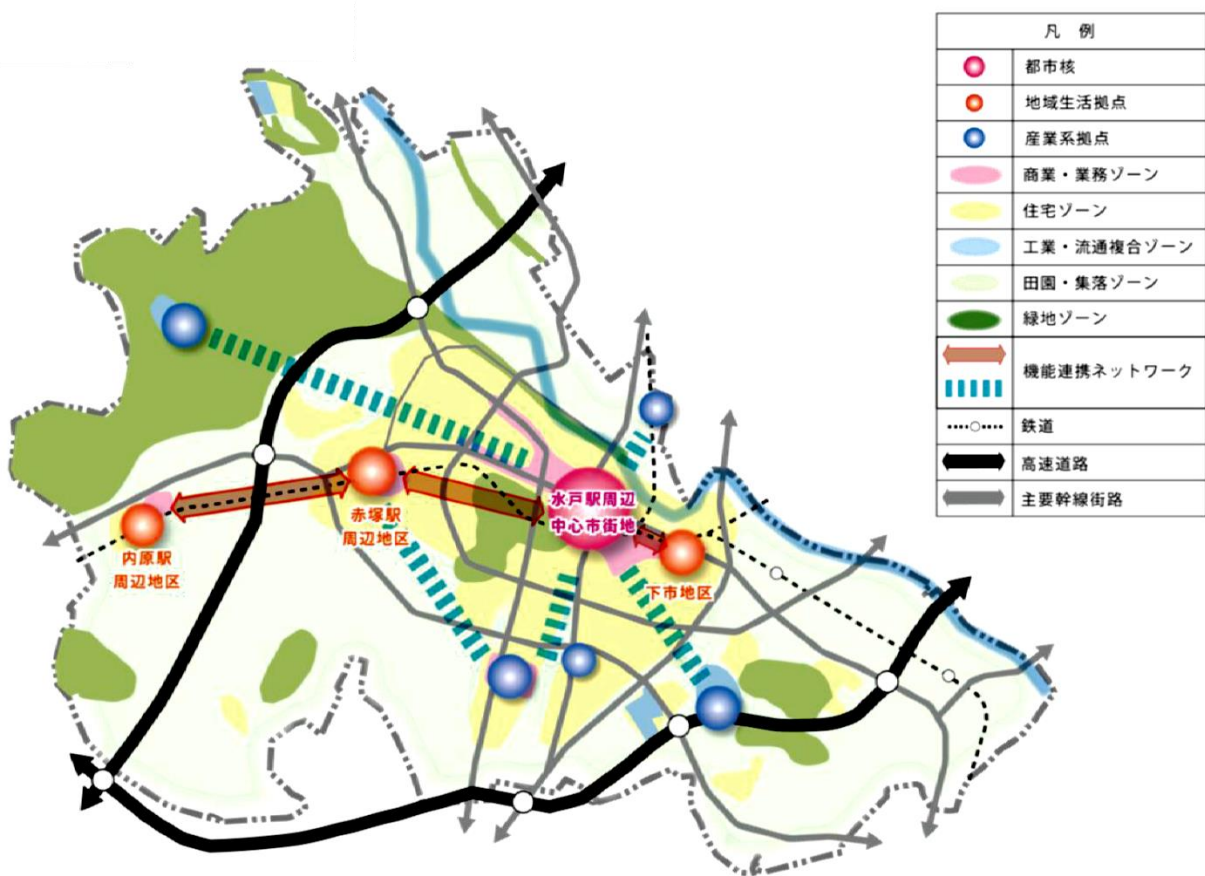 凡 例
都市核
地域生活拠点
産業系拠点
商業・業務ゾーン
住宅ゾーン
工業・流通複合ゾーン
田園・集落ゾーン
緑地ゾーン
機能連携ネットワーク
鉄道
高速道路
主要幹線街路
水戸駅周辺
中心市街地
赤塚駅
周辺地区
内原駅
周辺地区
下市地区